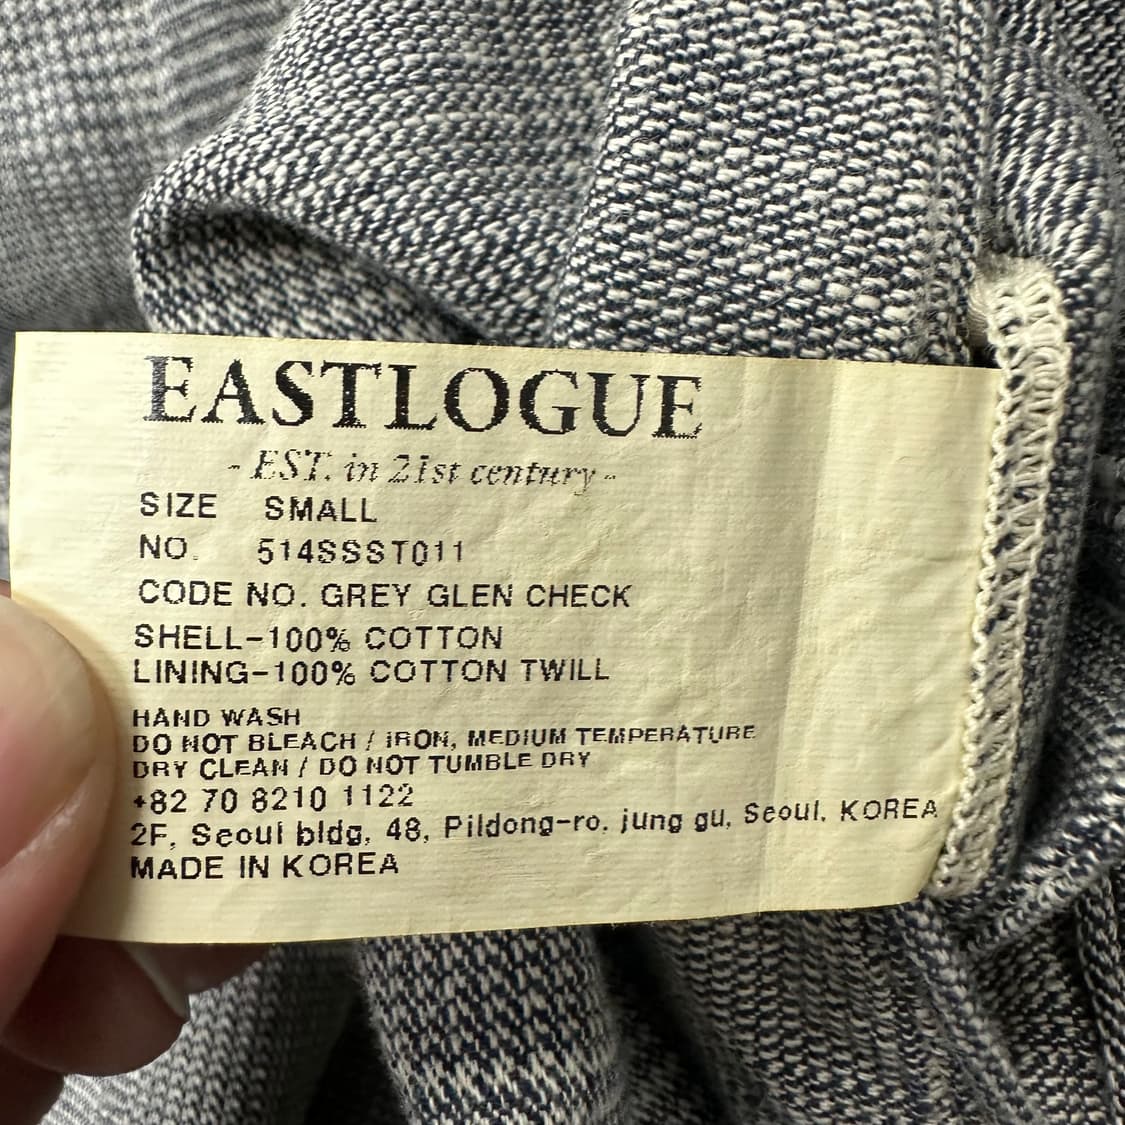 EASTLOGUE
- EST. in 21st century -
SIZE SMALL
NO. 514SSST011
CODE NO. GREY GLEN CHECK
SHELL-100% COTTON
LINING-100% COTTON TWILL
HAND WASH
DO NOT BLEACH / IRON, MEDIUM TEMPERATURE
DRY CLEAN / DO NOT TUMBLE DRY
+82 70 8210 1122
2F, Seoul bldg, 48, Pildong-ro, jung gu, Seoul, KOREA
MADE IN KOREA